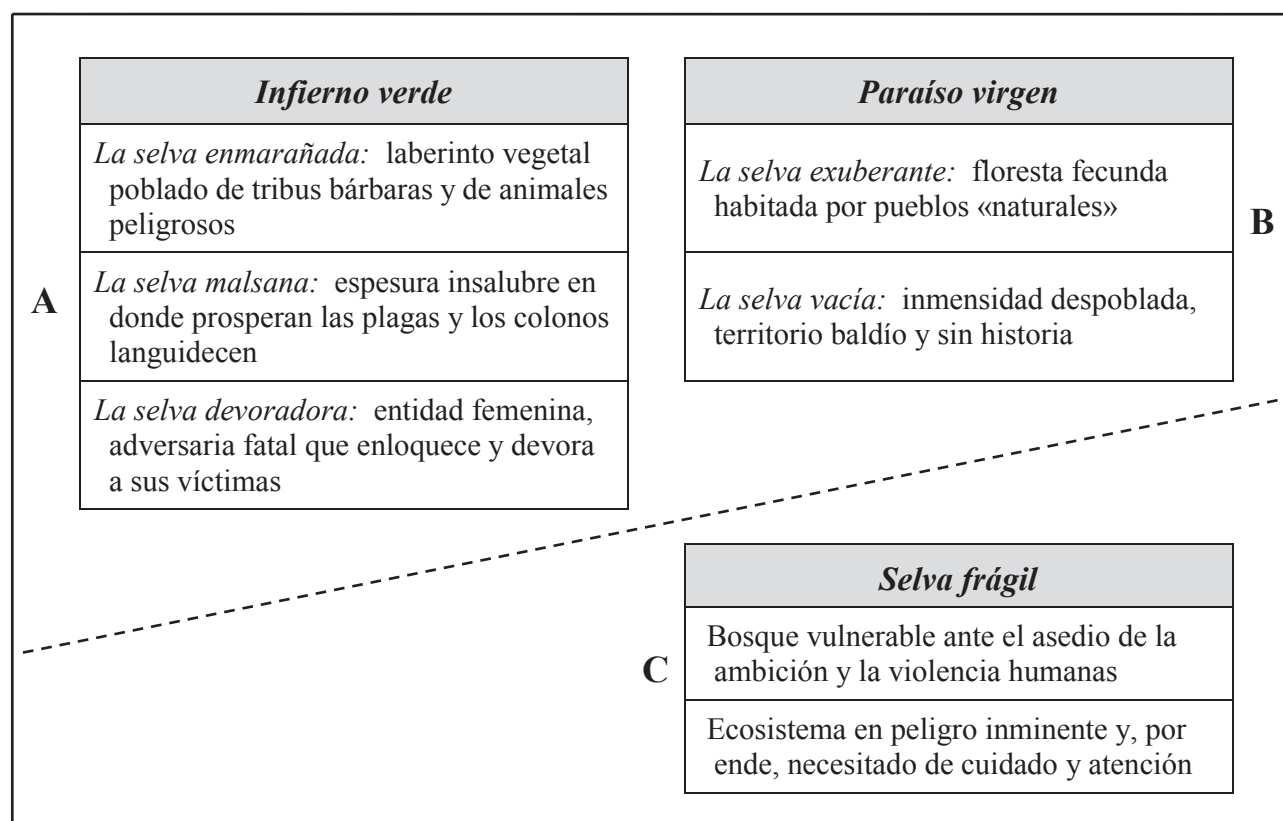 Infierno verde
La selva enmarañada: laberinto vegetal
poblado de tribus bárbaras y de animales
peligrosos
A
La selva malsana: espesura insalubre en
donde prosperan las plagas y los colonos
languidecen
La selva devoradora: entidad femenina,
adversaria fatal que enloquece y devora
a sus víctimas
Paraíso virgen
La selva exuberante: floresta fecunda
habitada por pueblos «naturales»
B
La selva vacía: inmensidad despoblada,
territorio baldío y sin historia
Selva frágil
Bosque vulnerable ante el asedio de la
ambición y la violencia humanas
C
Ecosistema en peligro inminente y, por
ende, necesitado de cuidado y atención